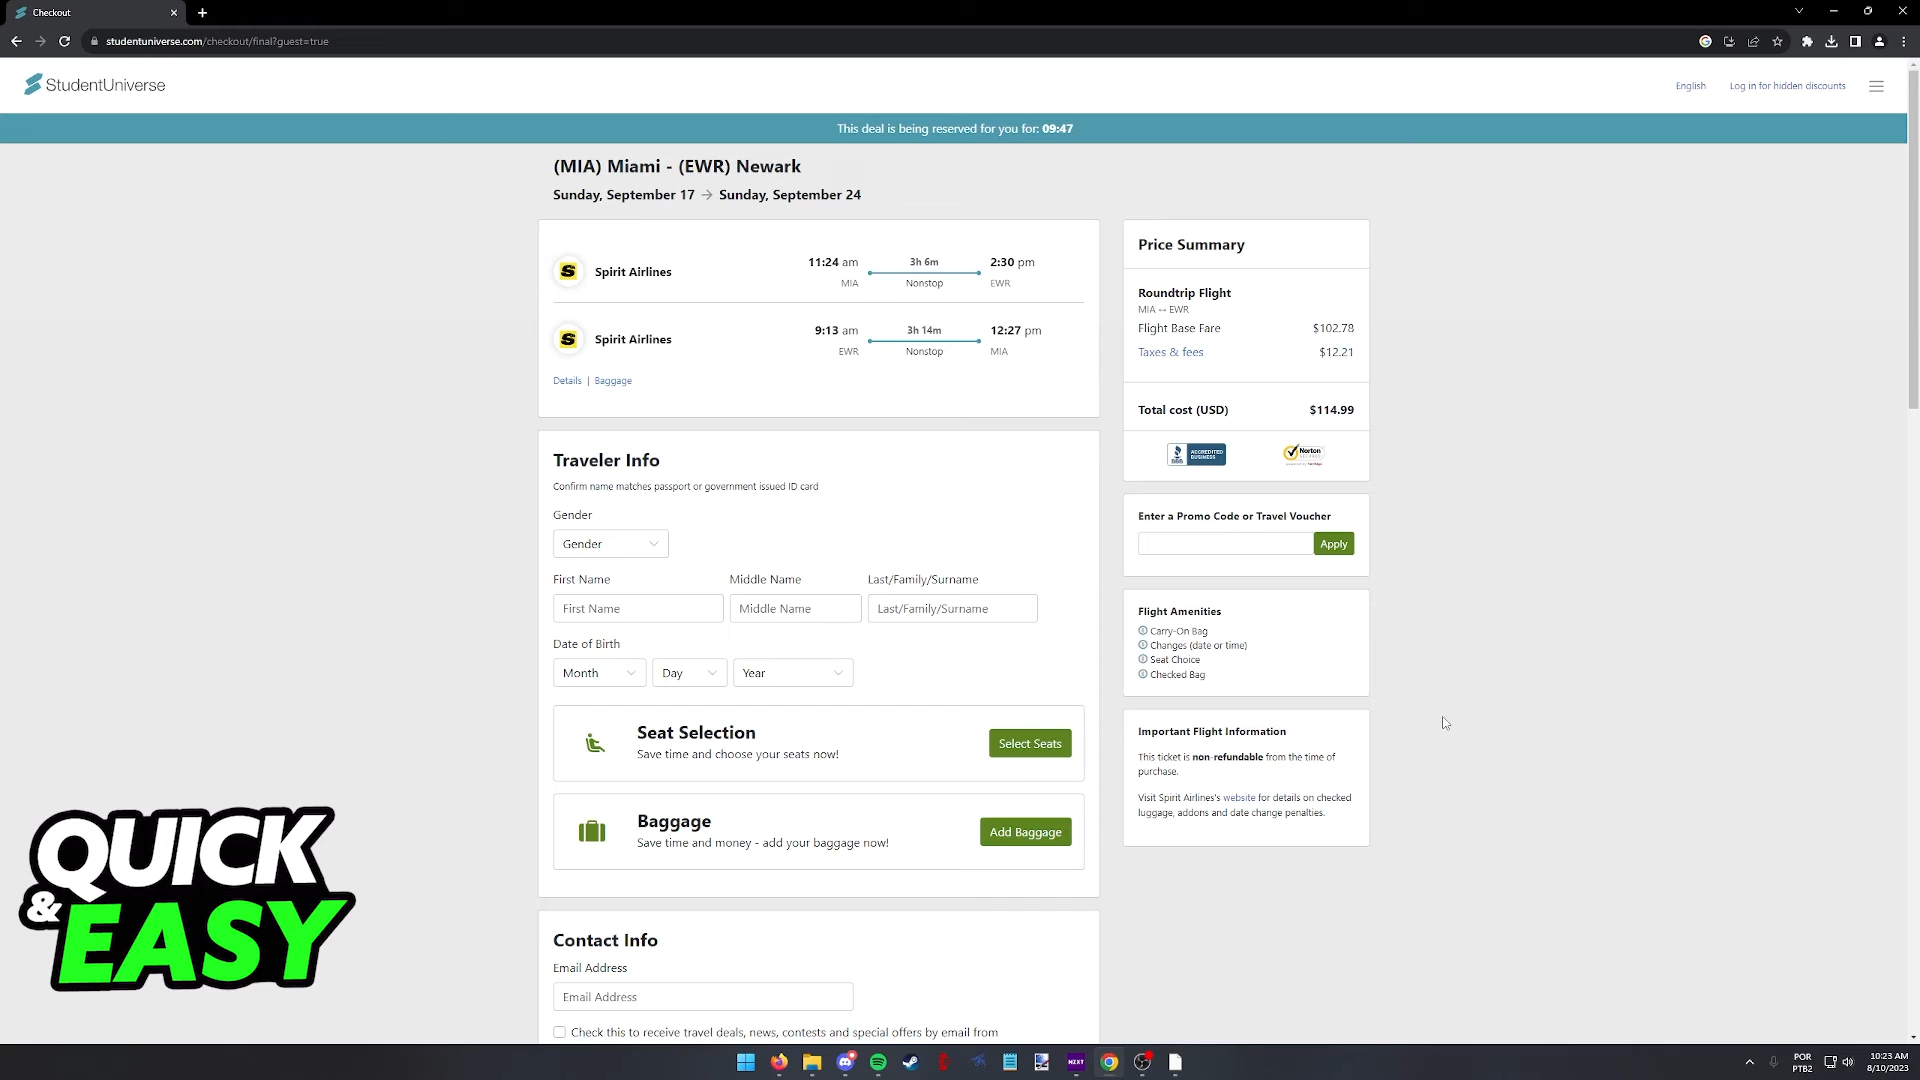 Checkout
studentuniverse.com/checkout/final?guest=true
StudentUniverse
English
Log in for hidden discounts
This deal is being reserved for you for: 09:47
(MIA) Miami - (EWR) Newark
Sunday, September 17 → Sunday, September 24
Spirit Airlines
11:24 am
MIA
3h 6m
Nonstop
2:30 pm
EWR
Spirit Airlines
9:13 am
EWR
3h 14m
Nonstop
12:27 pm
MIA
Details | Baggage
Price Summary
Roundtrip Flight
MIA ↔ EWR
Flight Base Fare $102.78
Taxes & fees $12.21
Total cost (USD) $114.99
BBB ACCREDITED BUSINESS
Norton
Enter a Promo Code or Travel Voucher
Apply
Flight Amenities
Carry-On Bag
Changes (date or time)
Seat Choice
Checked Bag
Important Flight Information
This ticket is non-refundable from the time of
purchase.
Visit Spirit Airlines's website for details on checked
luggage, addons and date change penalties.
Traveler Info
Confirm name matches passport or government issued ID card
Gender
Gender
First Name Middle Name Last/Family/Surname
First Name Middle Name Last/Family/Surname
Date of Birth
Month Day Year
Seat Selection
Save time and choose your seats now!
Select Seats
Baggage
Save time and money - add your baggage now!
Add Baggage
Contact Info
Email Address
Email Address
Check this to receive travel deals, news, contests and special offers by email from
QUICK
& EASY
NZXT
POR
PTB2
10:23 AM
8/10/2023